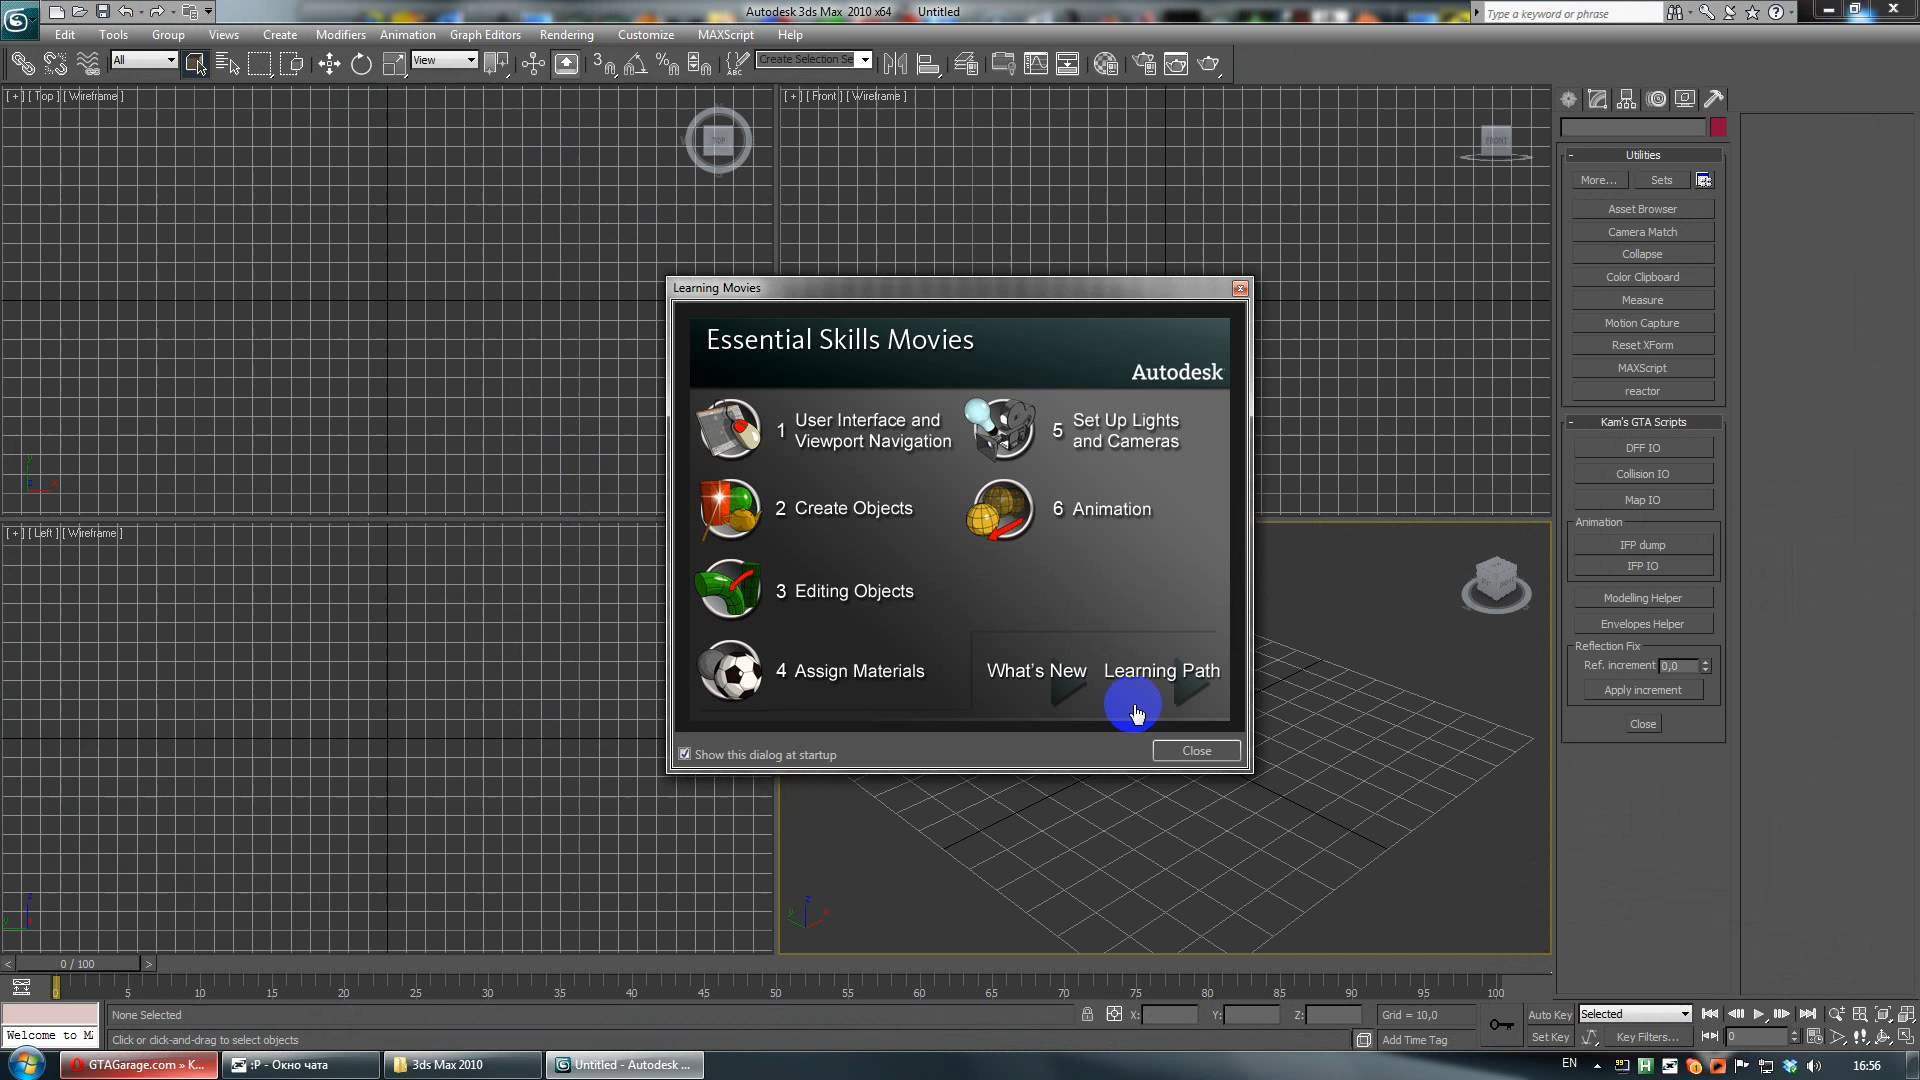 Autodesk 3ds Max 2010 x64 Untitled
Type a keyword or phrase
Edit Tools Group Views Create Modifiers Animation Graph Editors Rendering Customize MAXScript Help
All View Create Selection Se
[ + ] [ Top ] [ Wireframe ]
[ + ] [ Front ] [ Wireframe ]
TOP
FRONT
Utilities
More... Sets
Asset Browser
Camera Match
Collapse
Color Clipboard
Measure
Motion Capture
Reset XForm
MAXScript
reactor
Kam's GTA Scripts
DFF IO
Collision IO
Map IO
Animation
IFP dump
IFP IO
Modelling Helper
Envelopes Helper
Reflection Fix
Ref. increment 0,0
Apply increment
Close
Learning Movies
Essential Skills Movies
Autodesk
1 User Interface and
Viewport Navigation
5 Set Up Lights
and Cameras
2 Create Objects
6 Animation
3 Editing Objects
4 Assign Materials
What's New Learning Path
Show this dialog at startup
Close
[ + ] [ Left ] [ Wireframe ]
< 0 / 100 >
0 5 10 15 20 25 30 35 40 45 50 55 60 65 70 75 80 85 90 95 100
None Selected X: Y: Z: Grid = 10,0 Auto Key Selected
Welcome to M
Click or click-and-drag to select objects Add Time Tag Set Key Key Filters... 0
GTAGarage.com » K... :P - Окно чата 3ds Max 2010 Untitled - Autodesk ... EN 16:56